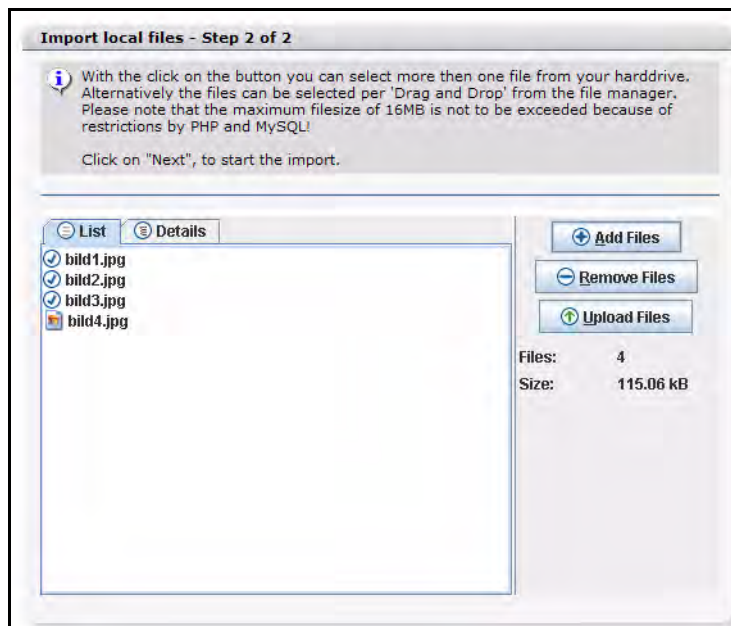 Import local files - Step 2 of 2
With the click on the button you can select more then one file from your harddrive.
Alternatively the files can be selected per 'Drag and Drop' from the file manager.
Please note that the maximum filesize of 16MB is not to be exceeded because of
restrictions by PHP and MySQL!
Click on "Next", to start the import.
List Details
bild1.jpg
bild2.jpg
bild3.jpg
bild4.jpg
Add Files
Remove Files
Upload Files
Files: 4
Size: 115.06 kB